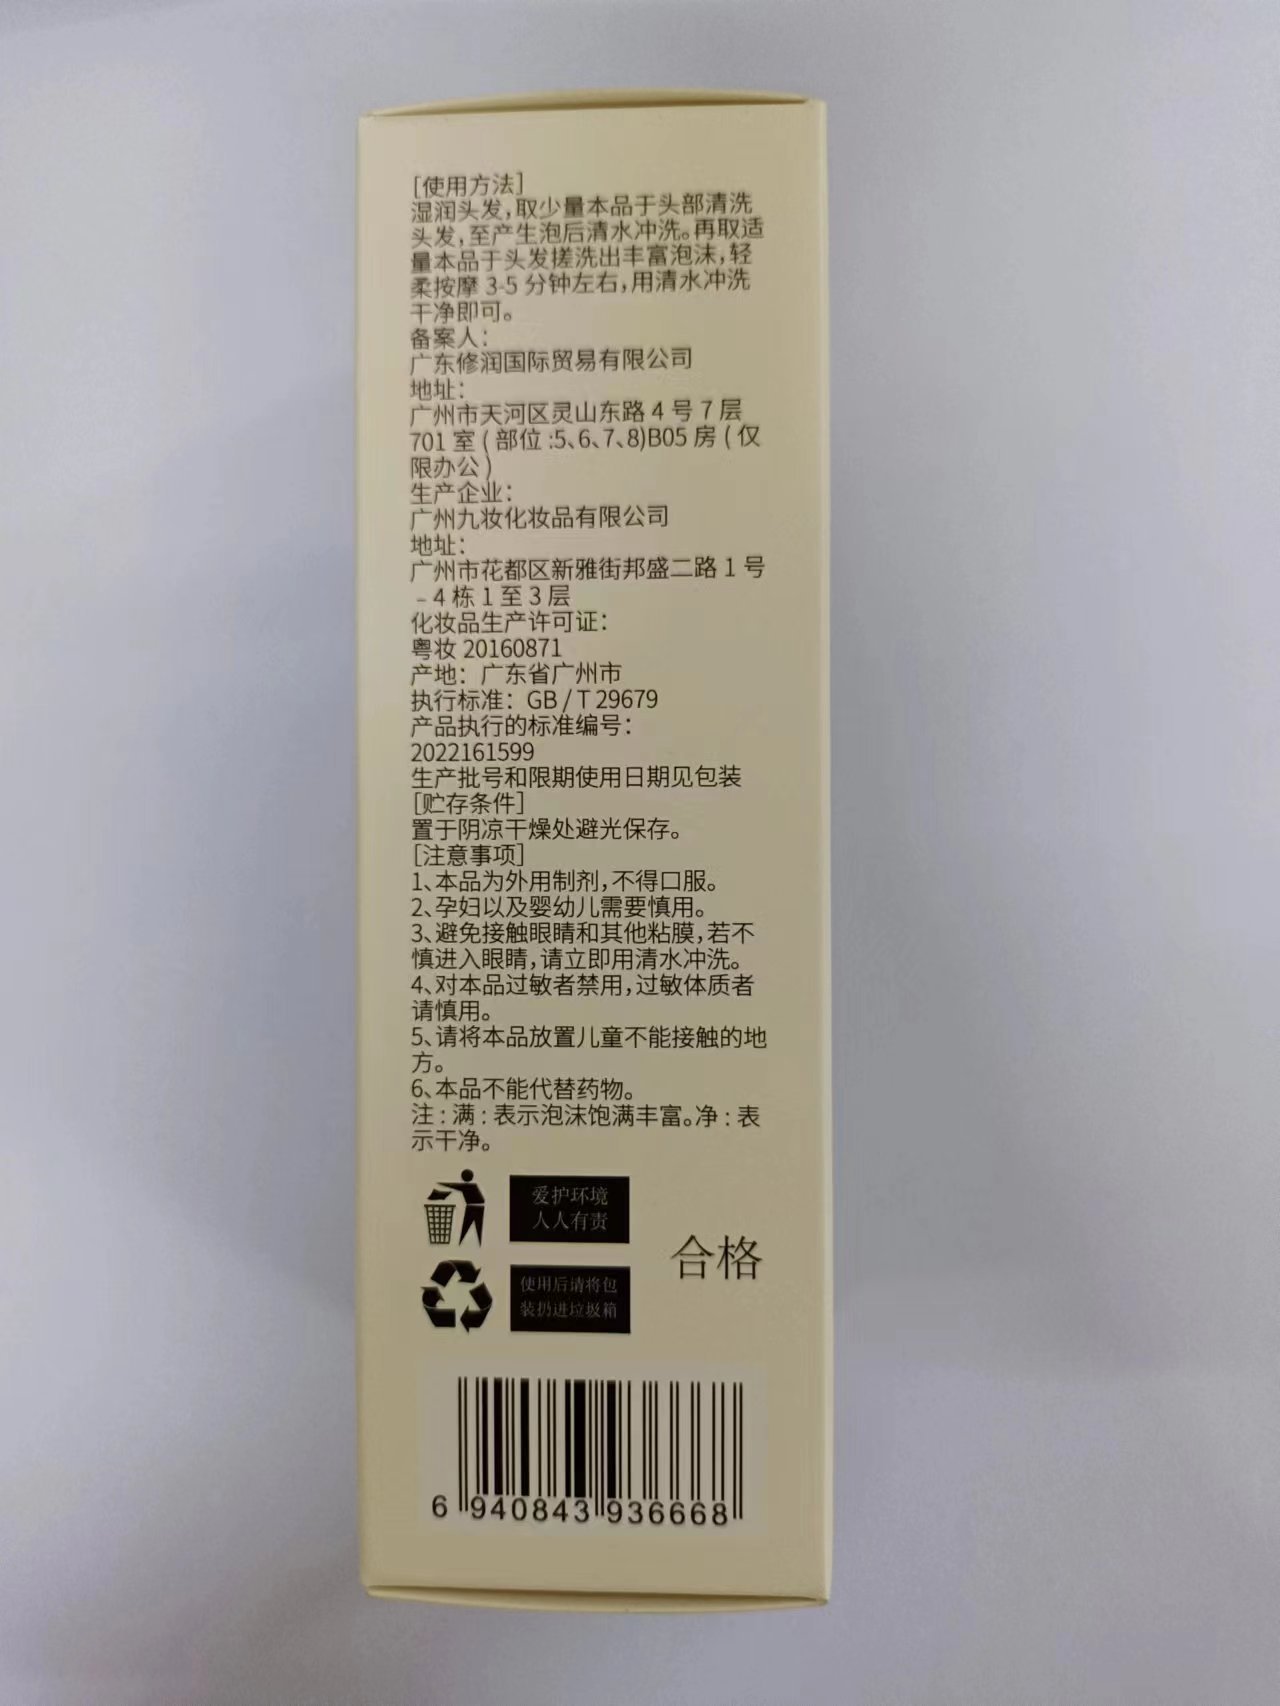 [使用方法]
湿润头发,取少量本品于头部清洗
头发,至产生泡后清水冲洗。再取适
量本品于头发搓洗出丰富泡沫,轻
柔按摩 3-5 分钟左右,用清水冲洗
干净即可。
备案人:
广东修润国际贸易有限公司
地址:
广州市天河区灵山东路 4 号 7 层
701 室 ( 部位 :5、6、7、8)B05 房 ( 仅
限办公 )
生产企业:
广州九妆化妆品有限公司
地址:
广州市花都区新雅街邦盛二路 1 号
- 4 栋 1 至 3 层
化妆品生产许可证:
粤妆 20160871
产地: 广东省广州市
执行标准: GB / T 29679
产品执行的标准编号:
2022161599
生产批号和限期使用日期见包装
[贮存条件]
置于阴凉干燥处避光保存。
[注意事项]
1、本品为外用制剂,不得口服。
2、孕妇以及婴幼儿需要慎用。
3、避免接触眼睛和其他粘膜,若不
慎进入眼睛,请立即用清水冲洗。
4、对本品过敏者禁用,过敏体质者
请慎用。
5、请将本品放置儿童不能接触的地
方。
6、本品不能代替药物。
注 : 满 : 表示泡沫饱满丰富。净 : 表
示干净。
爱护环境
人人有责
合格
使用后请将包
装扔进垃圾箱
6 940843 936668